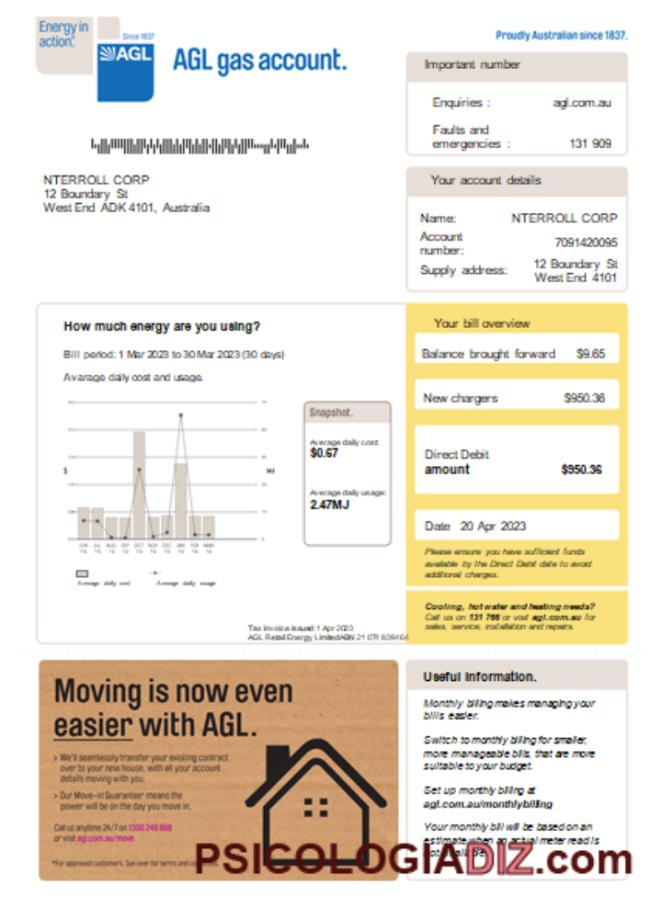 Energy in
action.
Since 1837
AGL
AGL gas account.
Proudly Australian since 1837.
Important number
Enquiries : agl.com.au
Faults and
emergencies : 131 909
NTERROLL CORP
12 Boundary St
West End ADK 4101, Australia
Your account details
Name: NTERROLL CORP
Account
number: 7091420095
Supply address: 12 Boundary St
West End 4101
How much energy are you using?
Bill period: 1 Mar 2023 to 30 Mar 2023 (30 days)
Avarage daily cost and usage.
$
Snapshot.
Average daily cost:
$0.67
Average daily usage:
2.47MJ
Average daily cost
Average daily usage
Tax Invoice Issued: 1 Apr 2023
AGL Retail Energy Limited ABN 21 074 839464
Your bill overview
Balance brought forward $9.65
New chargers $950.36
Direct Debit
amount $950.36
Date 20 Apr 2023
Please ensure you have sufficient funds
available by the Direct Debit date to avoid
additional charges.
Cooling, hot water and heating needs?
Call us on 131 766 or visit agl.com.au for
sales, service, installation and repairs.
Moving is now even
easier with AGL.
> We'll seamlessly transfer your existing contract
over to your new house, with all your account
details moving with you.
> Our Move-in Guarantee* means the
power will be on the day you move in.
Call us anytime 24/7 on 1300 245 668
or visit agl.com.au/move
*For approved customers. See over for terms and
Useful information.
Monthly billing makes managing your
bills easier.
Switch to monthly billing for smaller,
more manageable bills, that are more
suitable to your budget.
Set up monthly billing at
agl.com.au/monthlybilling
Your monthly bill will be based on an
estimate when an actual meter read is
PSICOLOGIADIZ.com